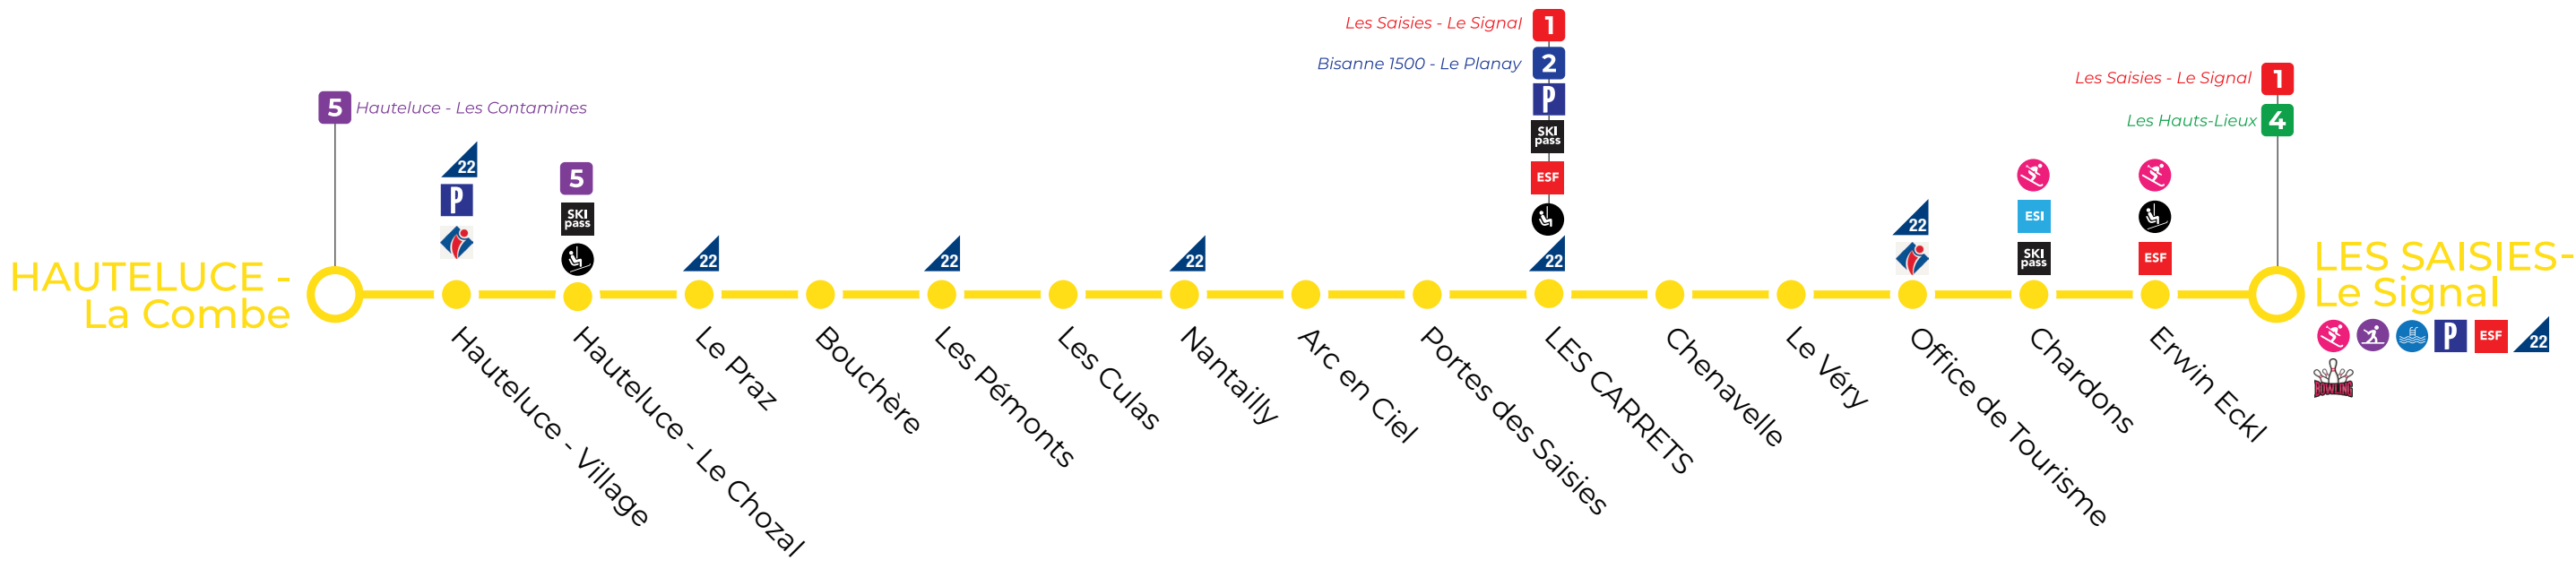 Les Saisies - Le Signal 1
Bisanne 1500 - Le Planay 2
P
SKI
pass
ESF
22
Les Saisies - Le Signal 1
Les Hauts-Lieux 4
5 Hauteluce - Les Contamines
22
P
5
SKI
pass
22
22
22
22
ESI
SKI
pass
ESF
HAUTELUCE -
La Combe
LES SAISIES-
Le Signal
P
ESF
22
BOWLING
Hauteluce - Village
Hauteluce - Le Chozal
Le Praz
Bouchère
Les Pémonts
Les Culas
Nantailly
Arc en Ciel
Portes des Saisies
LES CARRETS
Chenavelle
Le Véry
Office de Tourisme
Chardons
Erwin Eckl